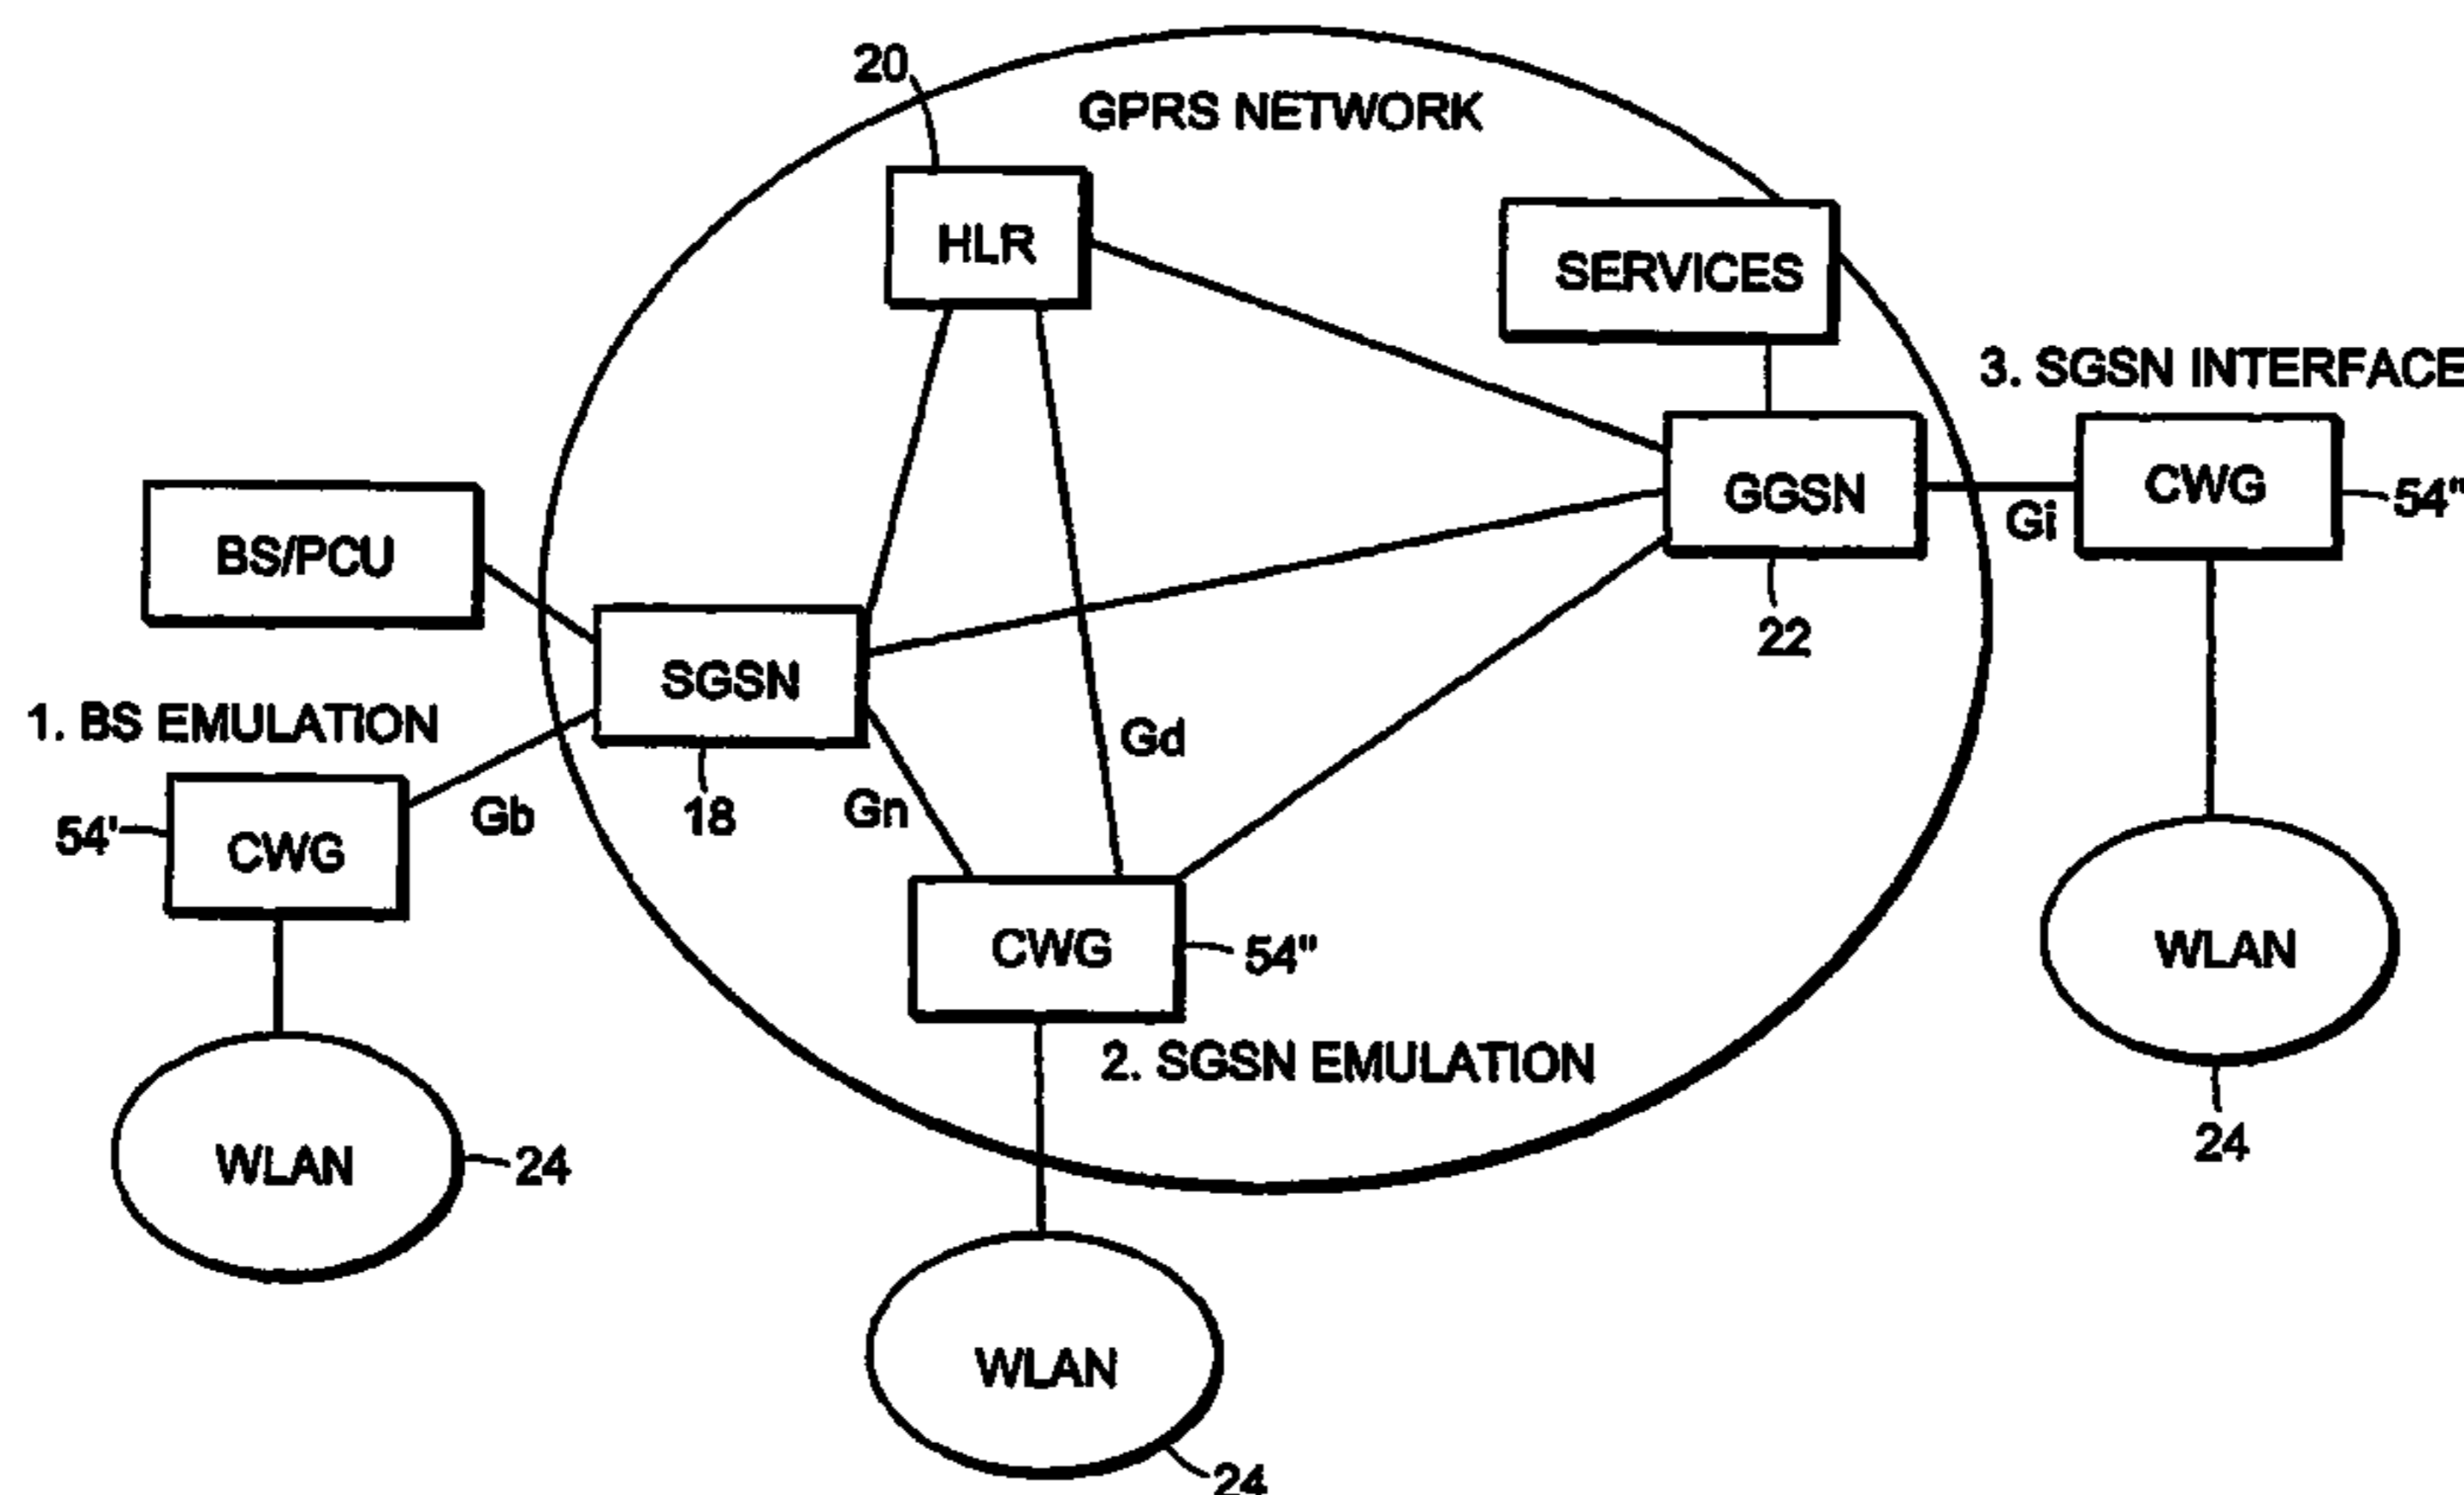 20
GPRS NETWORK
HLR
SERVICES
3. SGSN INTERFACE
BS/PCU
GGSN
Gi
CWG
54"
22
SGSN
1. BS EMULATION
Gd
Gb
18
Gn
54'
CWG
CWG
54"
WLAN
2. SGSN EMULATION
24
WLAN
24
WLAN
24